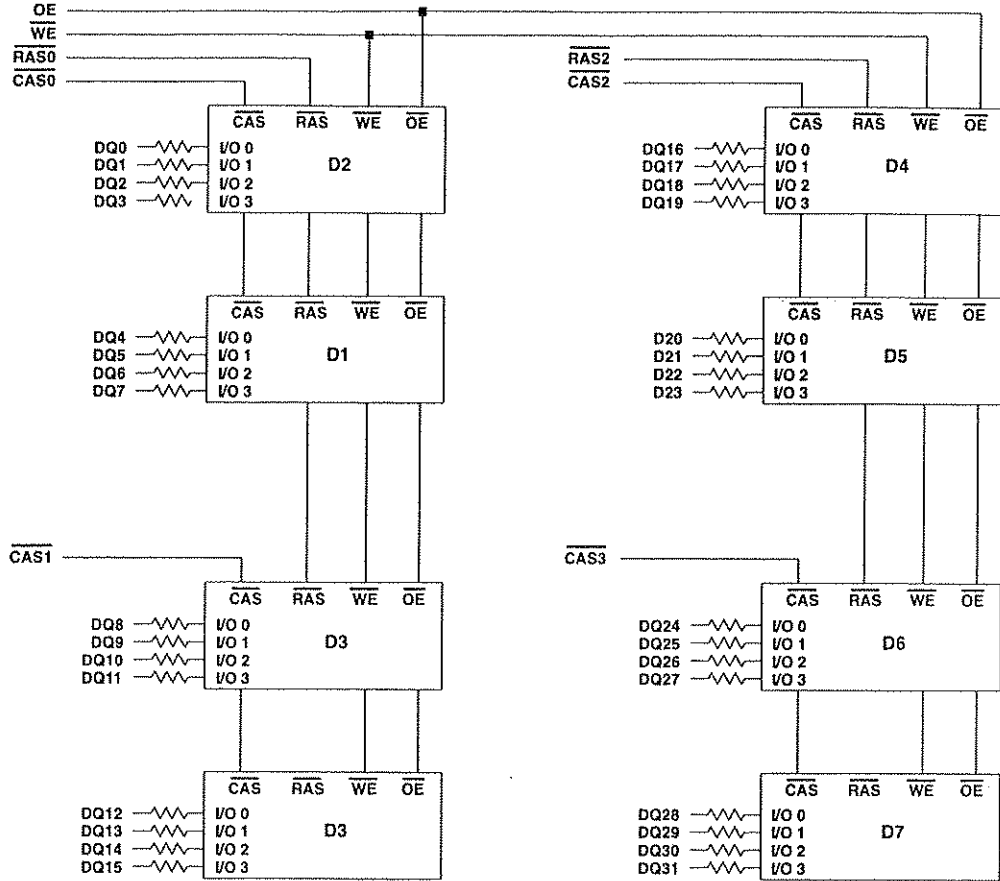 OE
WE
RAS0
CAS0
RAS2
CAS2
CAS RAS WE OE
DQ0 I/O 0
DQ1 I/O 1
DQ2 I/O 2
DQ3 I/O 3
D2
CAS RAS WE OE
DQ16 I/O 0
DQ17 I/O 1
DQ18 I/O 2
DQ19 I/O 3
D4
CAS RAS WE OE
DQ4 I/O 0
DQ5 I/O 1
DQ6 I/O 2
DQ7 I/O 3
D1
CAS RAS WE OE
D20 I/O 0
D21 I/O 1
D22 I/O 2
D23 I/O 3
D5
CAS1
CAS RAS WE OE
DQ8 I/O 0
DQ9 I/O 1
DQ10 I/O 2
DQ11 I/O 3
D3
CAS3
CAS RAS WE OE
DQ24 I/O 0
DQ25 I/O 1
DQ26 I/O 2
DQ27 I/O 3
D6
CAS RAS WE OE
DQ12 I/O 0
DQ13 I/O 1
DQ14 I/O 2
DQ15 I/O 3
D3
CAS RAS WE OE
DQ28 I/O 0
DQ29 I/O 1
DQ30 I/O 2
DQ31 I/O 3
D7